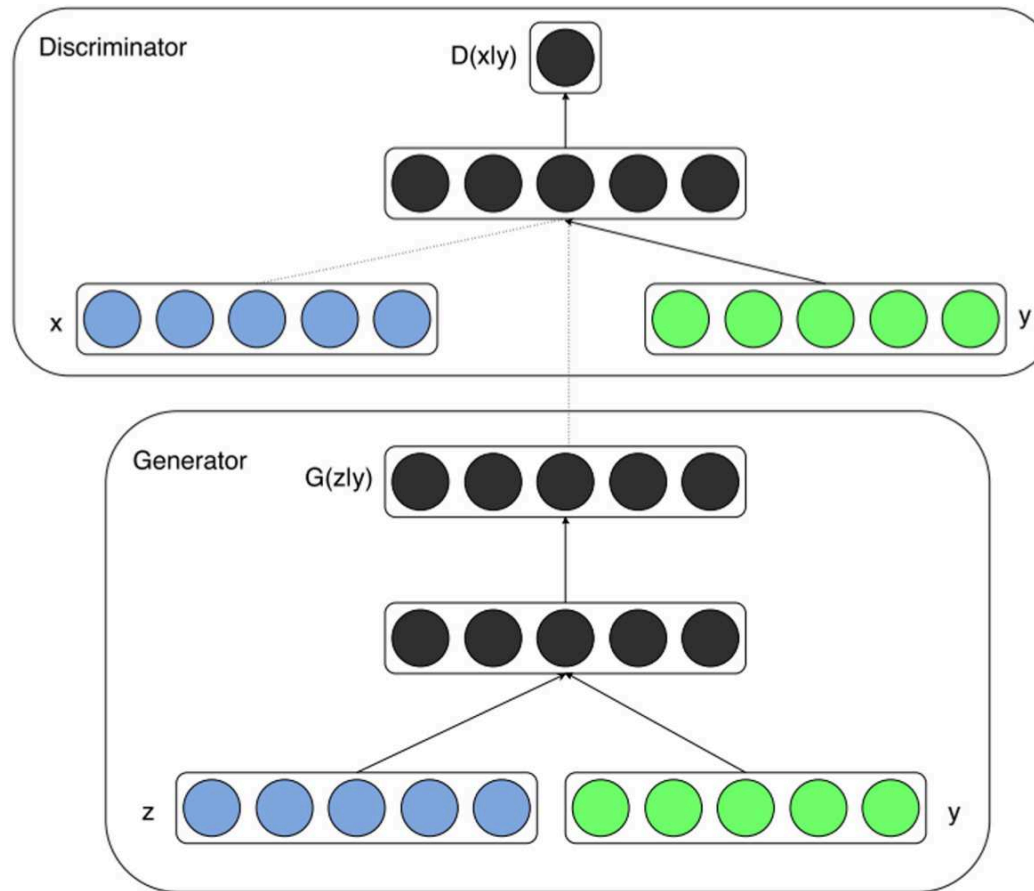 Discriminator
D(x|y)
x
y
Generator
G(z|y)
z
y